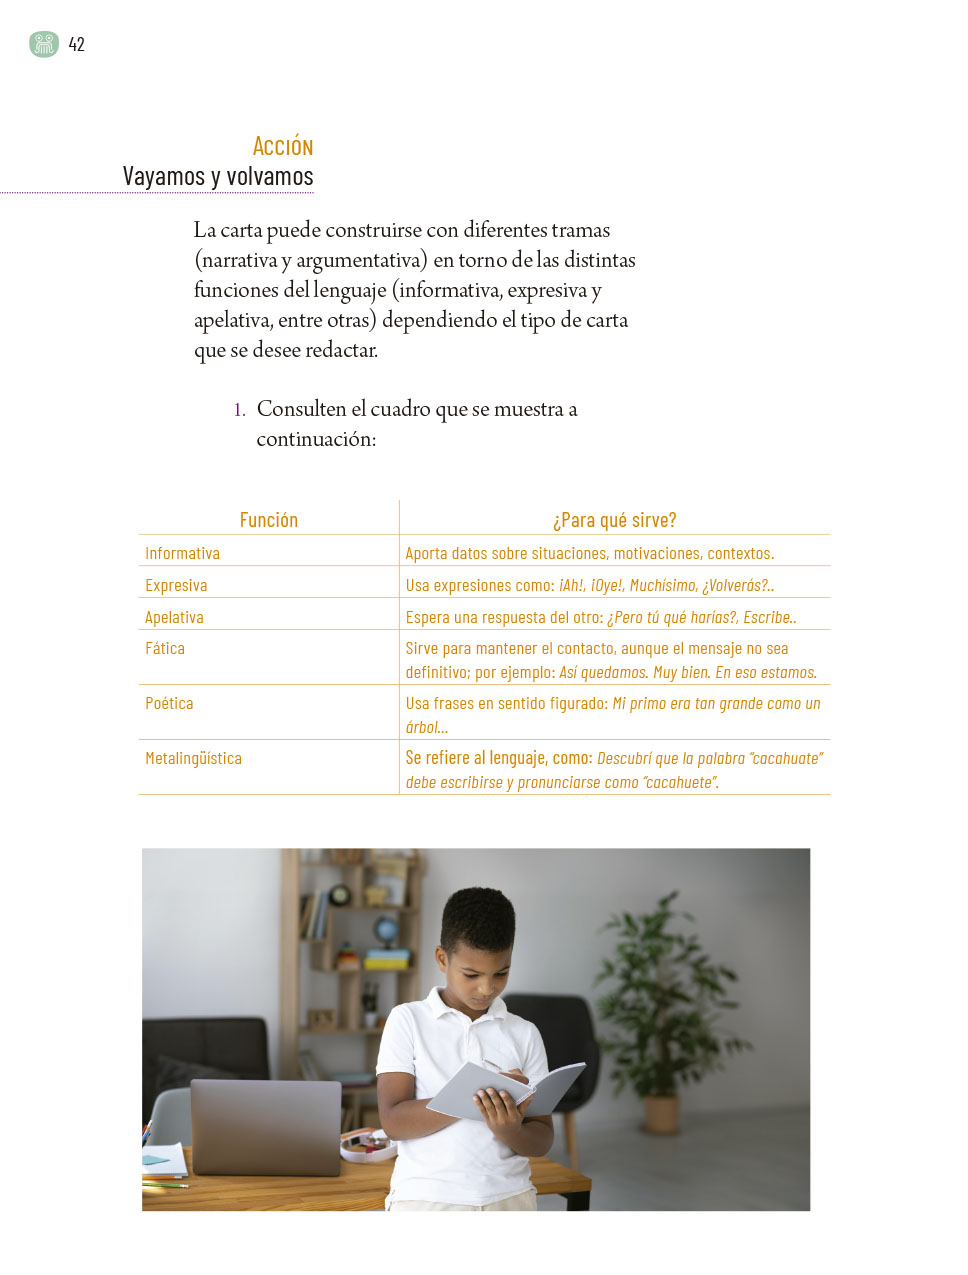 42
Acción
Vayamos y volvamos
La carta puede construirse con diferentes tramas
(narrativa y argumentativa) en torno de las distintas
funciones del lenguaje (informativa, expresiva y
apelativa, entre otras) dependiendo el tipo de carta
que se desee redactar.
1. Consulten el cuadro que se muestra a
continuación:
Función ¿Para qué sirve?
Informativa Aporta datos sobre situaciones, motivaciones, contextos.
Expresiva Usa expresiones como: ¡Ah!, ¡Oye!, Muchísimo, ¿Volverás?..
Apelativa Espera una respuesta del otro: ¿Pero tú qué harías?, Escribe..
Fática Sirve para mantener el contacto, aunque el mensaje no sea
definitivo; por ejemplo: Así quedamos. Muy bien. En eso estamos.
Poética Usa frases en sentido figurado: Mi primo era tan grande como un
árbol...
Metalingüística Se refiere al lenguaje, como: Descubrí que la palabra “cacahuate”
debe escribirse y pronunciarse como “cacahuete”.